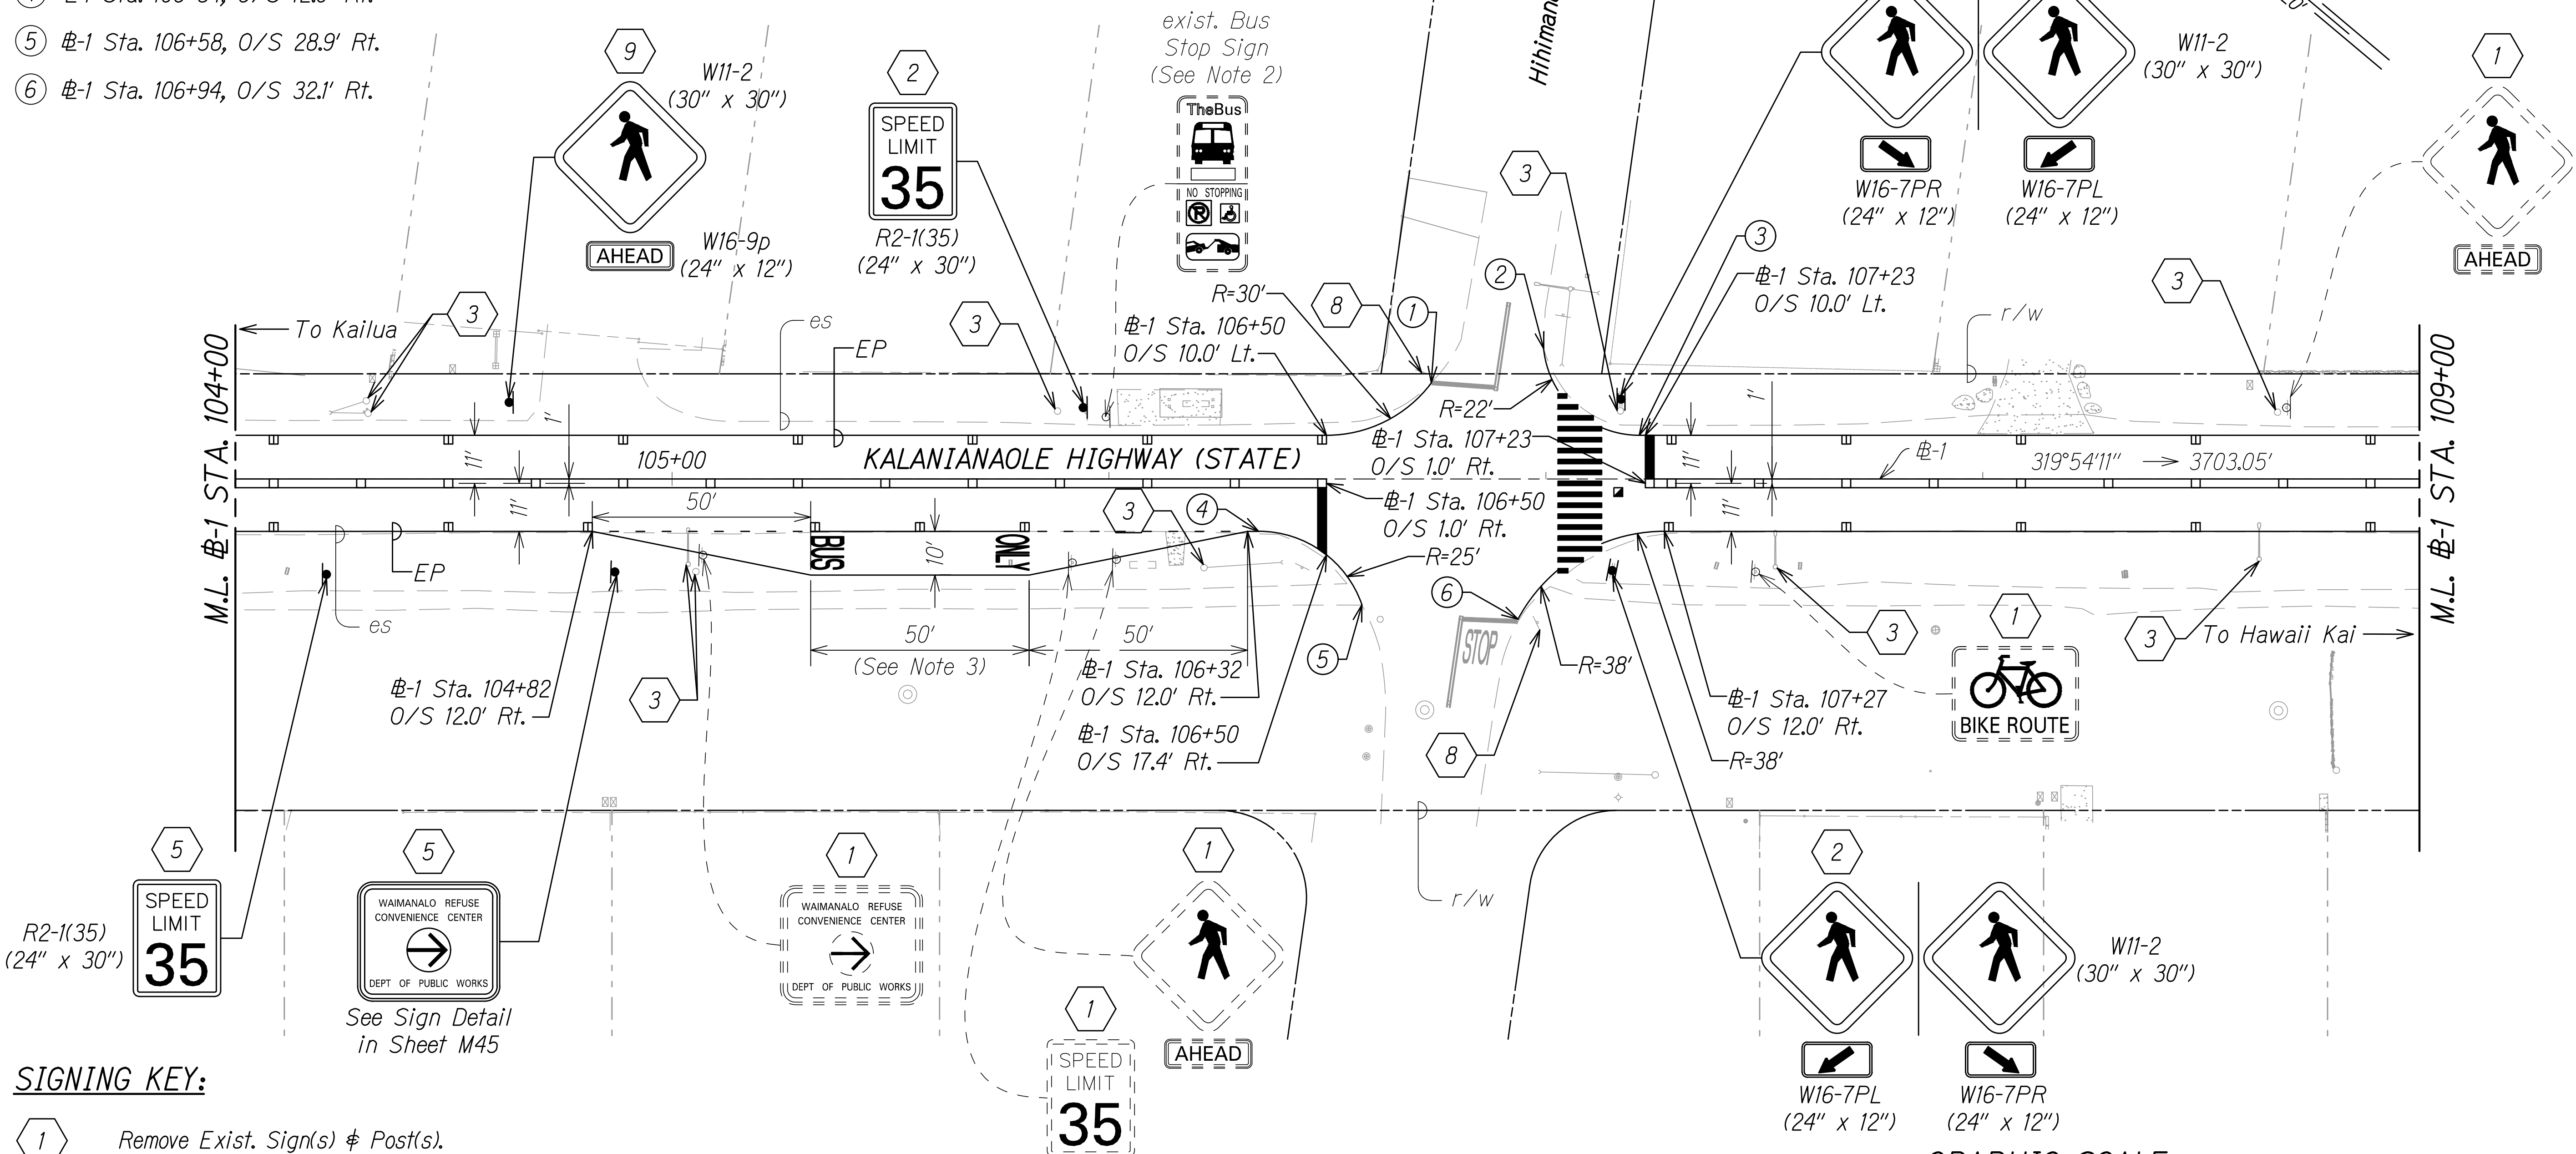 5 ℄B-1 Sta. 106+58, O/S 28.9' Rt.
6 ℄B-1 Sta. 106+94, O/S 32.1' Rt.
9
W11-2
(30" x 30")
AHEAD
W16-9p
(24" x 12")
2
SPEED
LIMIT
35
R2-1(35)
(24" x 30")
exist. Bus
Stop Sign
(See Note 2)
TheBus
NO STOPPING
P
W11-2
(30" x 30")
W16-7PR
(24" x 12")
W16-7PL
(24" x 12")
1
AHEAD
3
3
3
3
8
1
2
3
R=30'
℄B-1 Sta. 106+50
O/S 10.0' Lt.
℄B-1 Sta. 107+23
O/S 10.0' Lt.
To Kailua
es
EP
r/w
R=22'
℄B-1 Sta. 107+23
O/S 1.0' Rt.
M.L. ℄B-1 STA. 104+00
11'
1'
105+00
KALANIANAOLE HIGHWAY (STATE)
11'
1'
℄B-1
319°54'11" → 3703.05'
M.L. ℄B-1 STA. 109+00
11'
50'
3
4
℄B-1 Sta. 106+50
O/S 1.0' Rt.
11'
BUS
10'
ONLY
R=25'
EP
es
6
STOP
5
50'
50'
(See Note 3)
R=38'
3
1
BIKE ROUTE
3
To Hawaii Kai
℄B-1 Sta. 104+82
O/S 12.0' Rt.
3
℄B-1 Sta. 106+32
O/S 12.0' Rt.
℄B-1 Sta. 106+50
O/S 17.4' Rt.
8
℄B-1 Sta. 107+27
O/S 12.0' Rt.
R=38'
r/w
5
SPEED
LIMIT
35
R2-1(35)
(24" x 30")
5
WAIMANALO REFUSE
CONVENIENCE CENTER
DEPT OF PUBLIC WORKS
See Sign Detail
in Sheet M45
1
WAIMANALO REFUSE
CONVENIENCE CENTER
DEPT OF PUBLIC WORKS
1
AHEAD
1
SPEED
LIMIT
35
2
W11-2
(30" x 30")
W16-7PL
(24" x 12")
W16-7PR
(24" x 12")
SIGNING KEY:
1 Remove Exist. Sign(s) & Post(s).